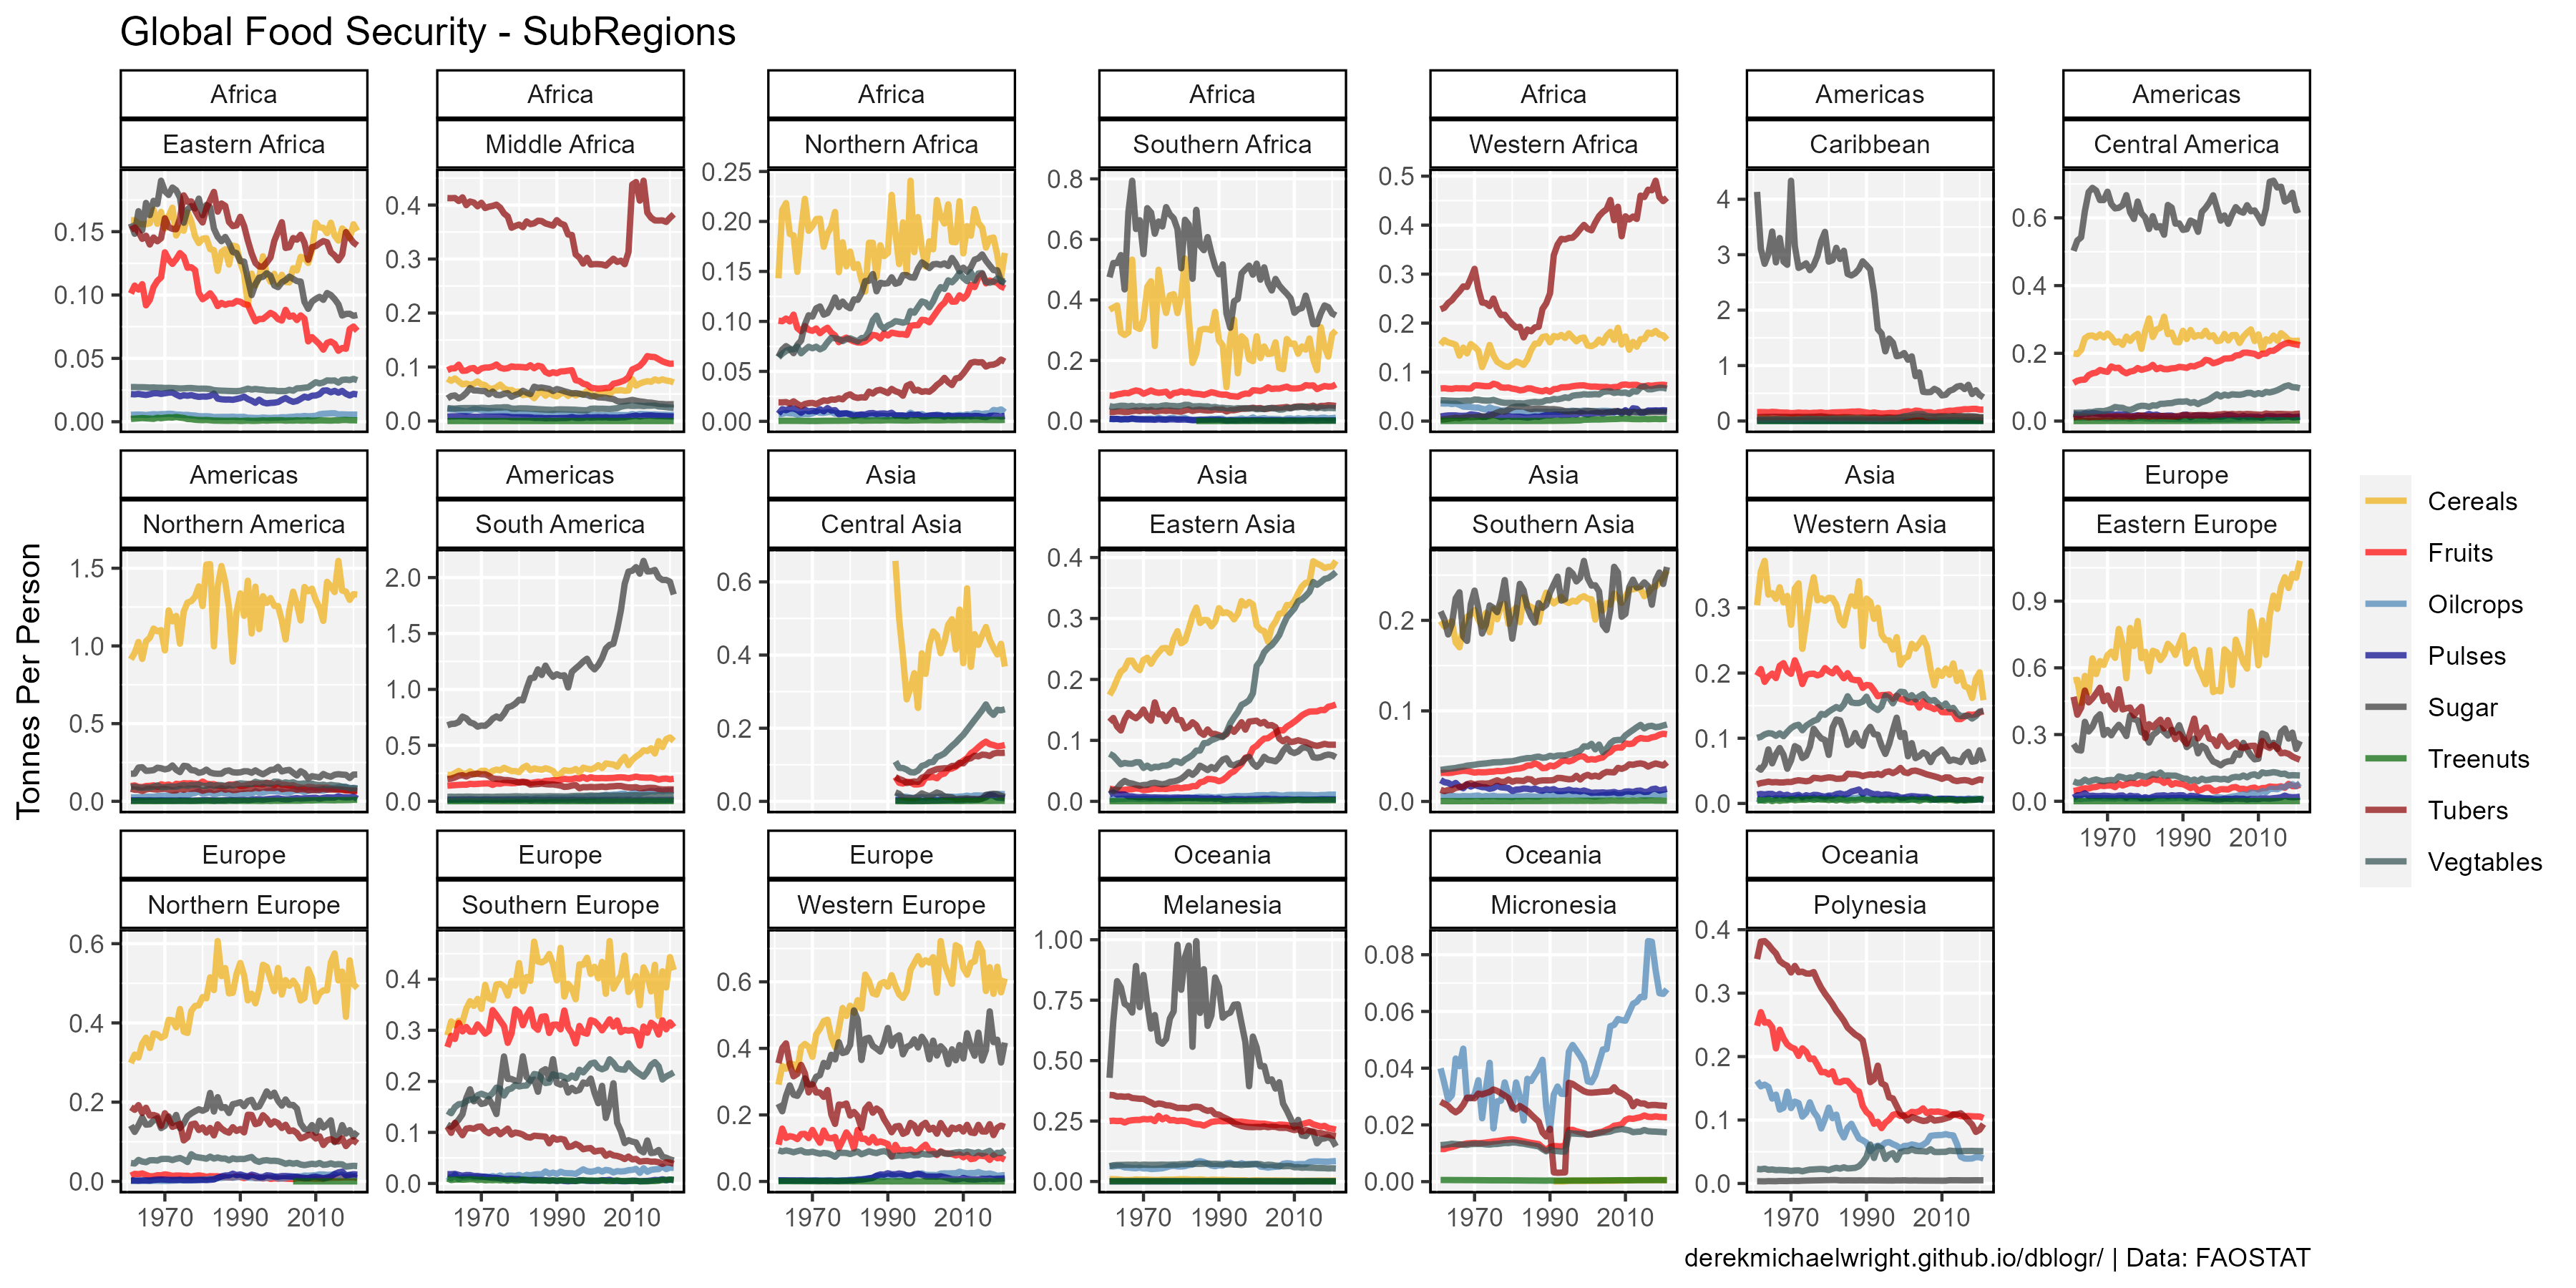 Global Food Security - SubRegions
Africa
Africa
Africa
Africa
Africa
Americas
Americas
Eastern Africa
Middle Africa
Northern Africa
Southern Africa
Western Africa
Caribbean
Central America
0.15
0.10
0.05
0.00
0.4
0.3
0.2
0.1
0.0
0.25
0.20
0.15
0.10
0.05
0.00
0.8
0.6
0.4
0.2
0.0
0.5
0.4
0.3
0.2
0.1
0.0
4
3
2
1
0
0.6
0.4
0.2
0.0
Americas
Americas
Asia
Asia
Asia
Asia
Europe
Northern America
South America
Central Asia
Eastern Asia
Southern Asia
Western Asia
Eastern Europe
1.5
1.0
0.5
0.0
2.0
1.5
1.0
0.5
0.0
0.6
0.4
0.2
0.0
0.4
0.3
0.2
0.1
0.0
0.2
0.1
0.0
0.3
0.2
0.1
0.0
0.9
0.6
0.3
0.0
1970 1990 2010
Europe
Europe
Europe
Oceania
Oceania
Oceania
Northern Europe
Southern Europe
Western Europe
Melanesia
Micronesia
Polynesia
0.6
0.4
0.2
0.0
0.4
0.3
0.2
0.1
0.0
0.6
0.4
0.2
0.0
1.00
0.75
0.50
0.25
0.00
0.08
0.06
0.04
0.02
0.00
0.4
0.3
0.2
0.1
0.0
1970 1990 2010
1970 1990 2010
1970 1990 2010
1970 1990 2010
1970 1990 2010
1970 1990 2010
Tonnes Per Person
Cereals
Fruits
Oilcrops
Pulses
Sugar
Treenuts
Tubers
Vegtables
derekmichaelwright.github.io/dblogr/ | Data: FAOSTAT